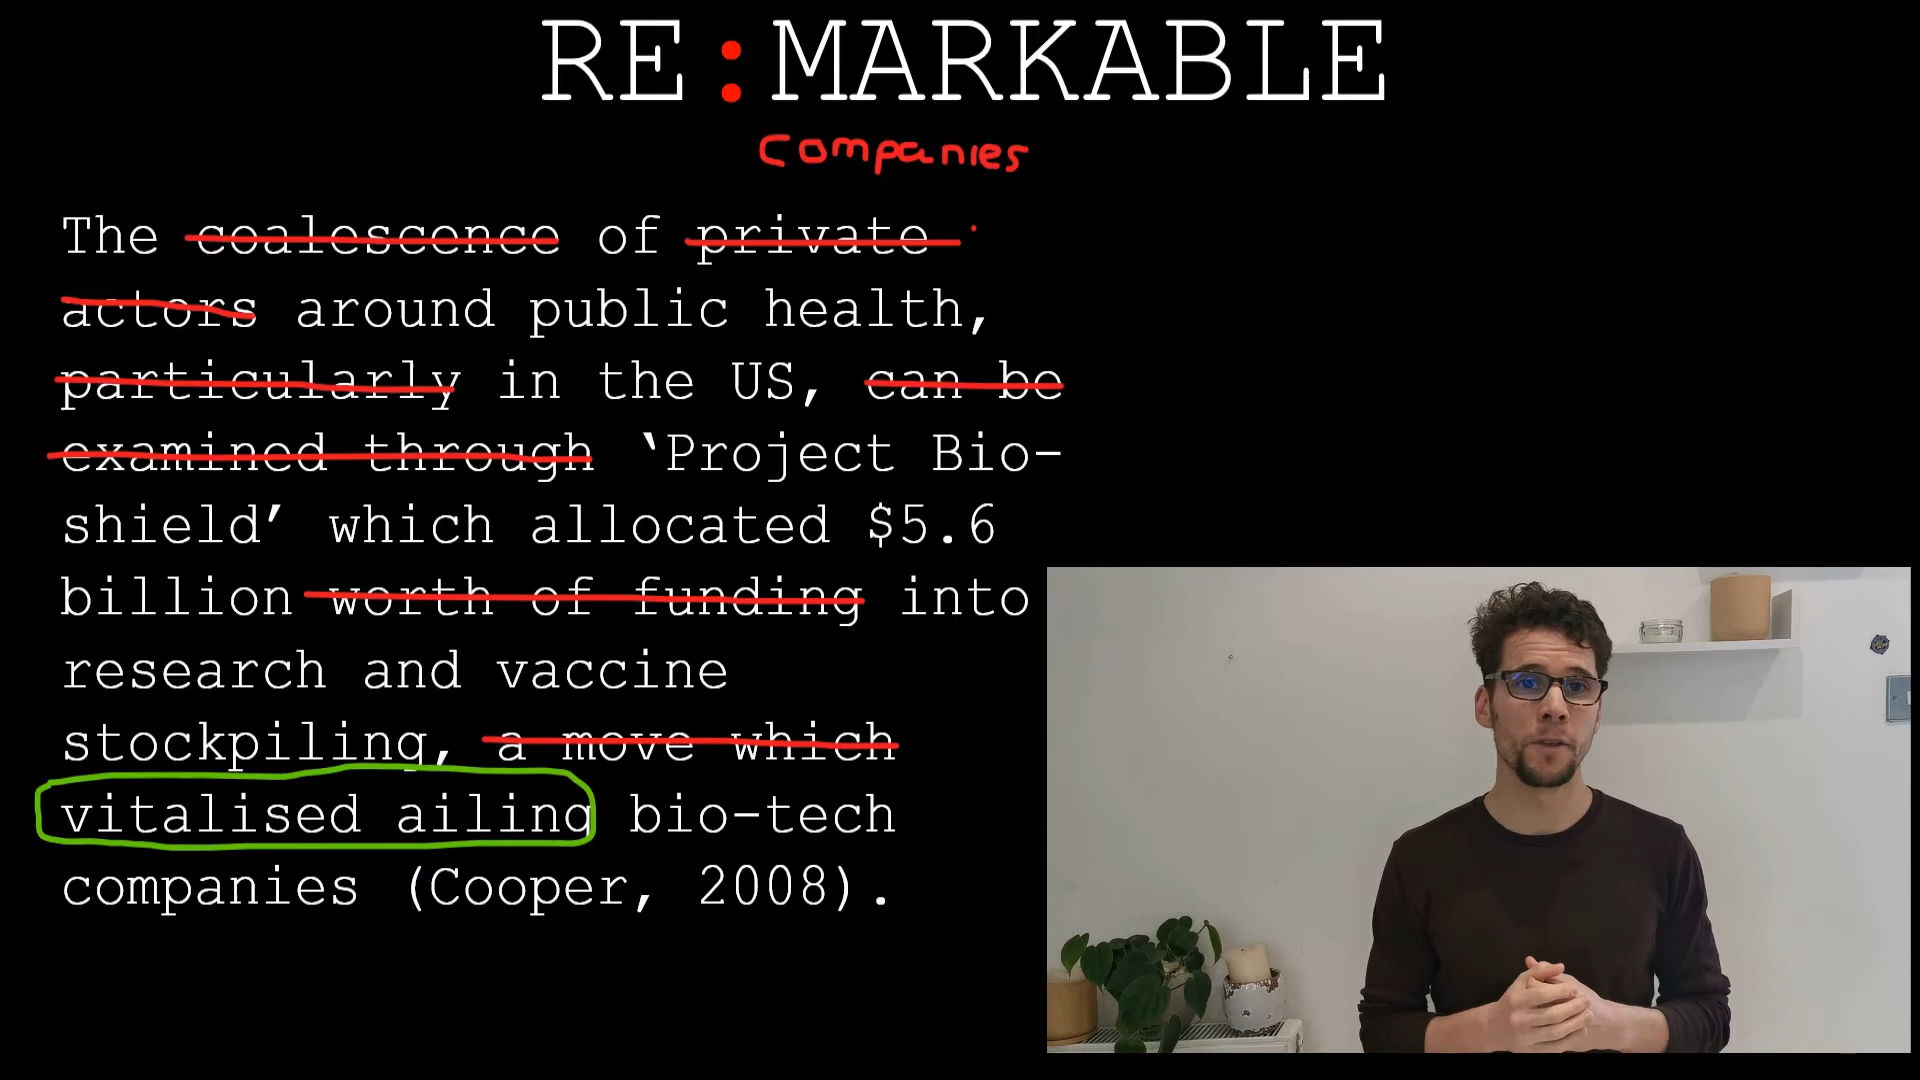 RE:MARKABLE
companies
The coalescence of private
actors around public health,
particularly in the US, can be
examined through ‘Project Bio-
shield’ which allocated $5.6
billion worth of funding into
research and vaccine
stockpiling, a move which
vitalised ailing bio-tech
companies (Cooper, 2008).